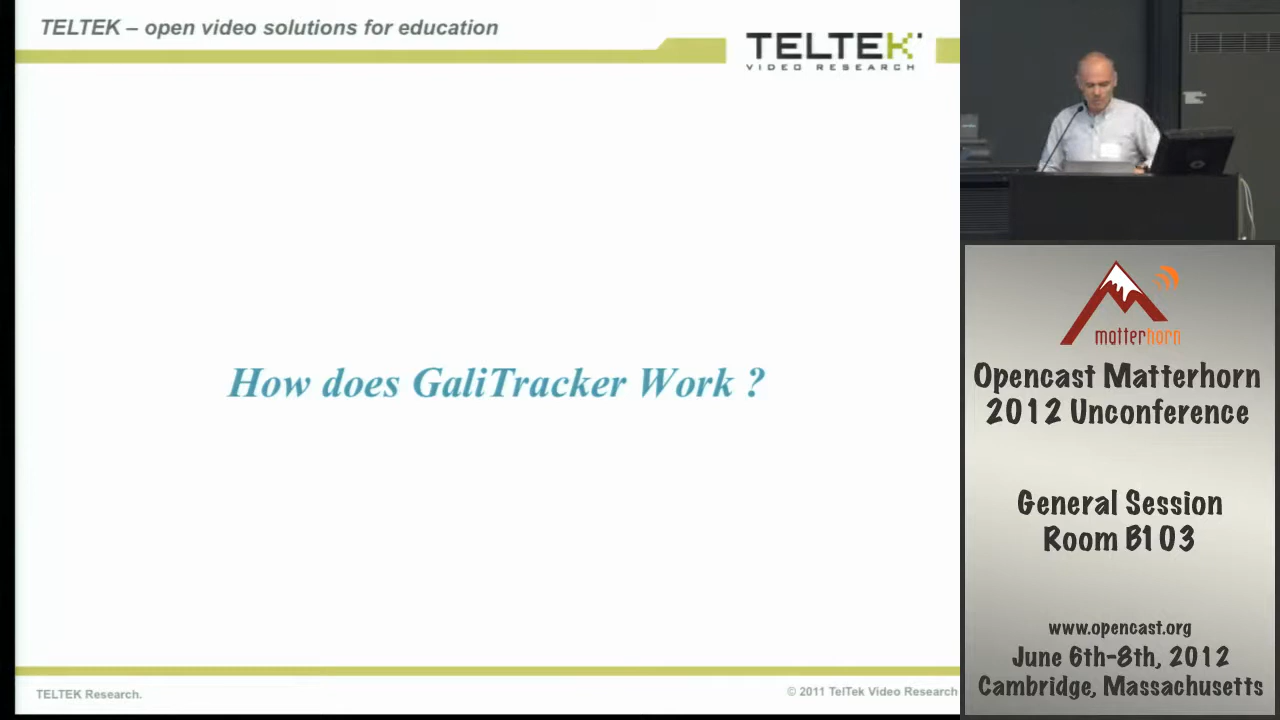 TELTEK – open video solutions for education
TELTEK
VIDEO RESEARCH
How does GaliTracker Work ?
TELTEK Research.
© 2011 TelTek Video Research
matterhorn
Opencast Matterhorn
2012 Unconference
General Session
Room B103
www.opencast.org
June 6th-8th, 2012
Cambridge, Massachusetts